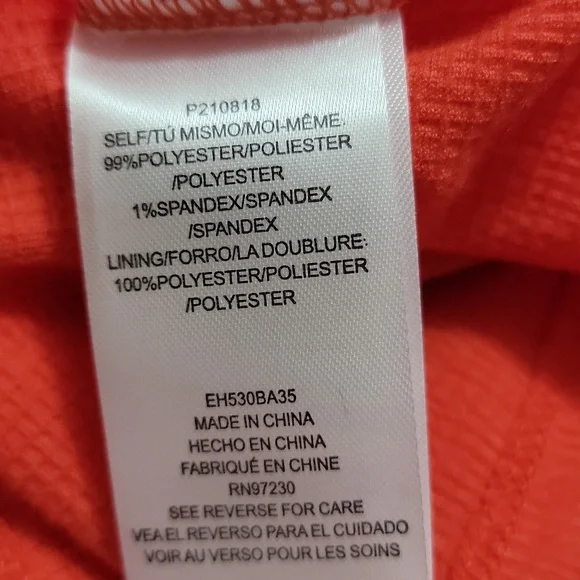 P210818
SELF/TÚ MISMO/MOI-MÊME:
99%POLYESTER/POLIESTER
/POLYESTER
1%SPANDEX/SPANDEX
/SPANDEX
LINING/FORRO/LA DOUBLURE:
100%POLYESTER/POLIESTER
/POLYESTER
EH530BA35
MADE IN CHINA
HECHO EN CHINA
FABRIQUÉ EN CHINE
RN97230
SEE REVERSE FOR CARE
VEA EL REVERSO PARA EL CUIDADO
VOIR AU VERSO POUR LES SOINS